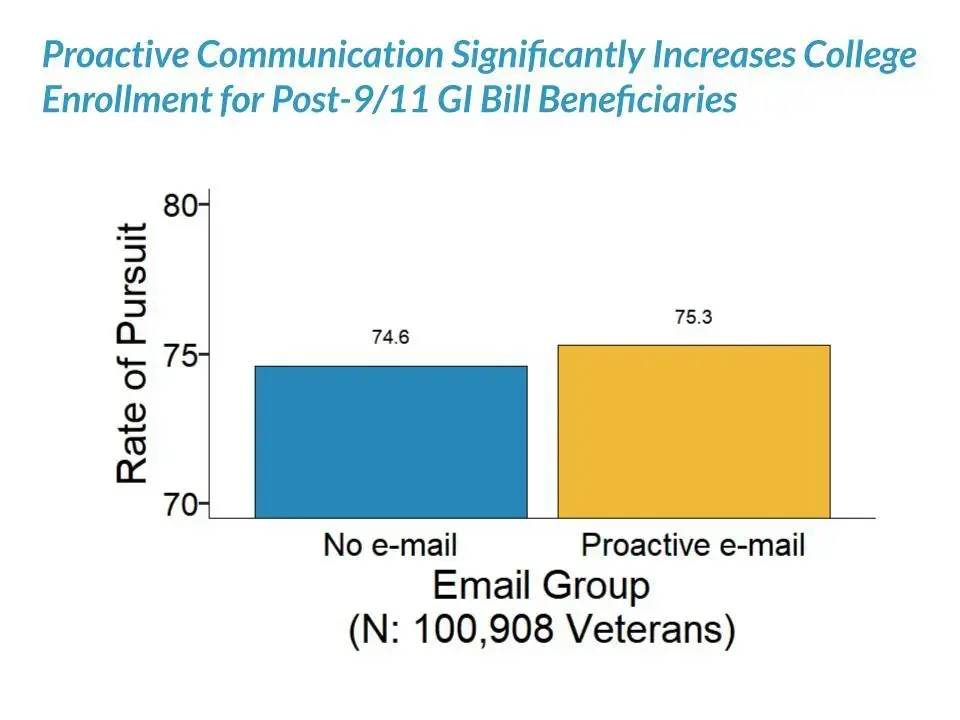 Proactive Communication Significantly Increases College
Enrollment for Post-9/11 GI Bill Beneficiaries
80
75
70
Rate of Pursuit
74.6
75.3
No e-mail
Proactive e-mail
Email Group
(N: 100,908 Veterans)